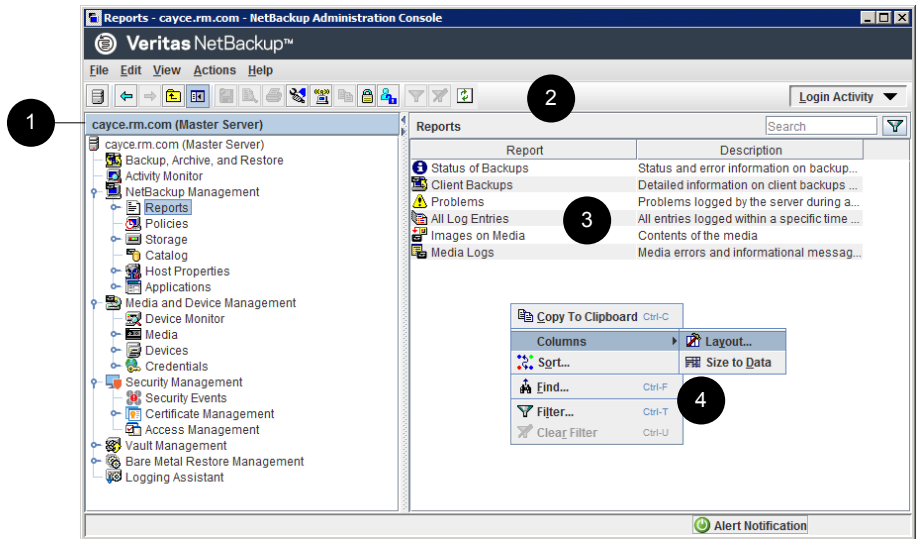 Reports - cayce.rm.com - NetBackup Administration Console
Veritas NetBackup™
File Edit View Actions Help
2
Login Activity
1
cayce.rm.com (Master Server)
cayce.rm.com (Master Server)
Backup, Archive, and Restore
Activity Monitor
NetBackup Management
Reports
Policies
Storage
Catalog
Host Properties
Applications
Media and Device Management
Device Monitor
Media
Devices
Credentials
Security Management
Security Events
Certificate Management
Access Management
Vault Management
Bare Metal Restore Management
Logging Assistant
Reports Search
Report Description
Status of Backups Status and error information on backup...
Client Backups Detailed information on client backups ...
Problems Problems logged by the server during a...
All Log Entries All entries logged within a specific time ...
Images on Media Contents of the media
Media Logs Media errors and informational messag...
3
Copy To Clipboard Ctrl-C
Columns
Sort...
Find... Ctrl-F
Filter... Ctrl-T
Clear Filter Ctrl-U
Layout...
Size to Data
4
Alert Notification